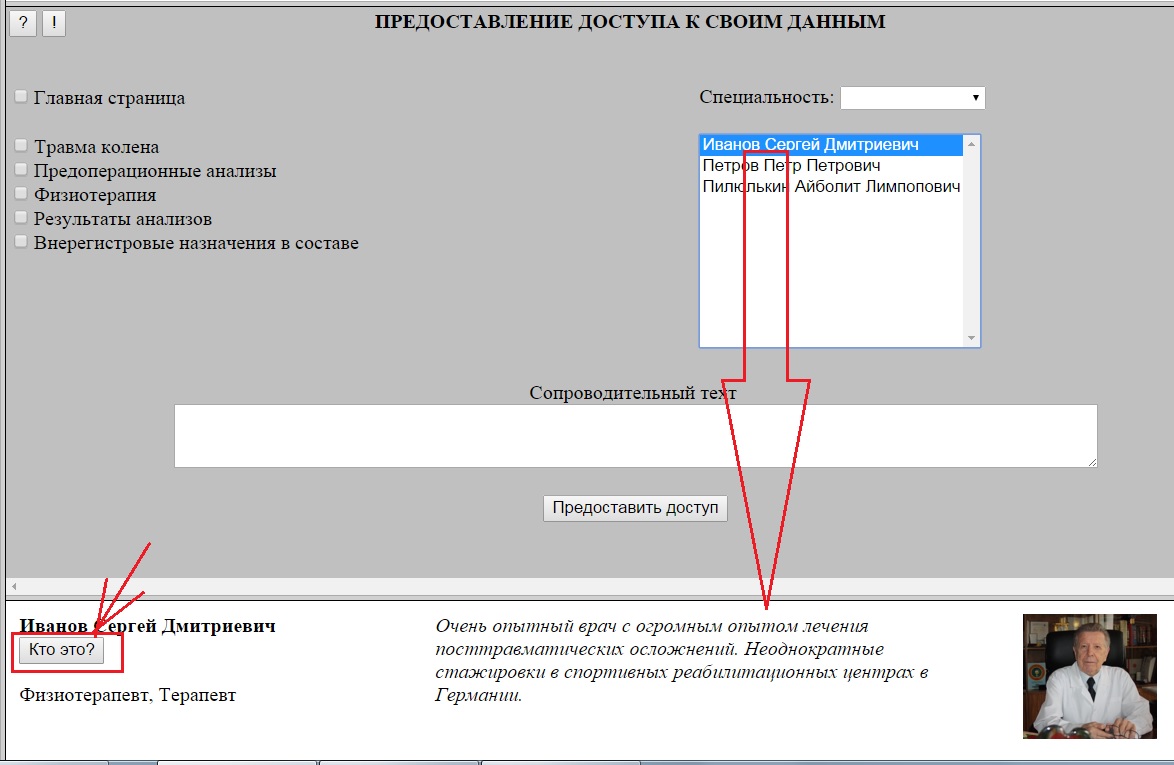 ? ! ПРЕДОСТАВЛЕНИЕ ДОСТУПА К СВОИМ ДАННЫМ
Главная страница
Специальность:
Травма колена
Предоперационные анализы
Физиотерапия
Результаты анализов
Внерегистровые назначения в составе
Иванов Сергей Дмитриевич
Петров Петр Петрович
Пилюлькин Айболит Лимпопович
Сопроводительный текст
Предоставить доступ
Иванов Сергей Дмитриевич
Кто это?
Физиотерапевт, Терапевт
Очень опытный врач с огромным опытом лечения
посттравматических осложнений. Неоднократные
стажировки в спортивных реабилитационных центрах в
Германии.